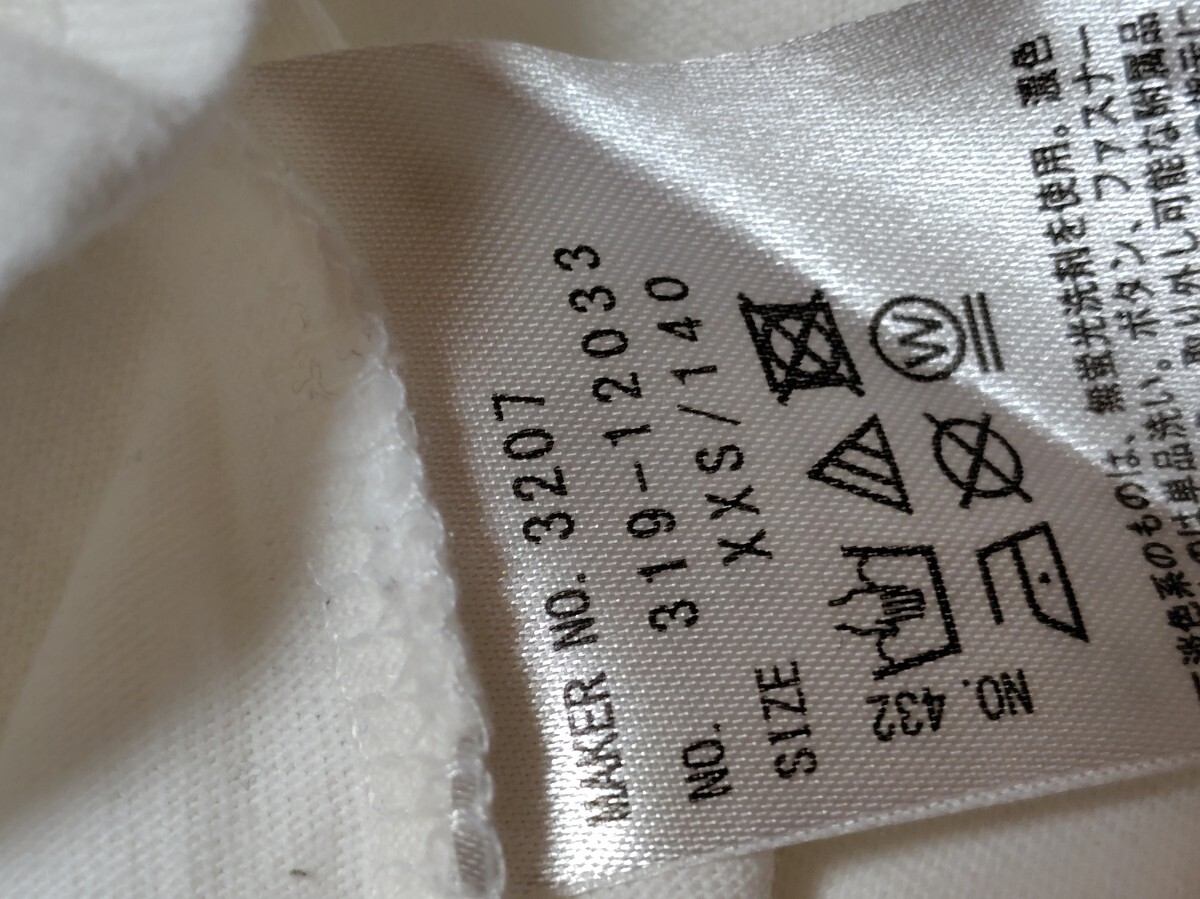 MAKER NO. 3207
NO. 319-12033
SIZE XXS/140
432
NO.
W
無蛍光洗剤を使用。濃色
のものは、ファスナー
単品洗い。ボタン、
取り外し可能な附属品